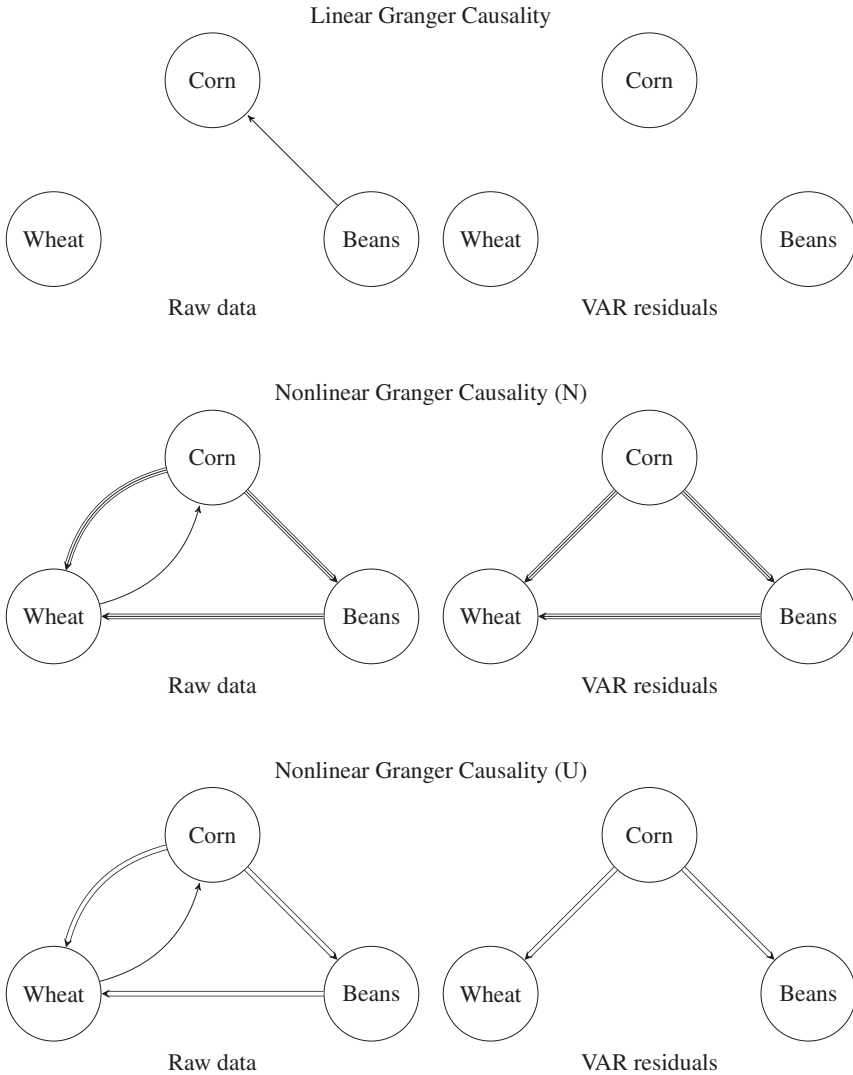 Linear Granger Causality
Corn
Corn
Wheat
Beans
Wheat
Beans
Raw data
VAR residuals
Nonlinear Granger Causality (N)
Corn
Corn
Wheat
Beans
Wheat
Beans
Raw data
VAR residuals
Nonlinear Granger Causality (U)
Corn
Corn
Wheat
Beans
Wheat
Beans
Raw data
VAR residuals